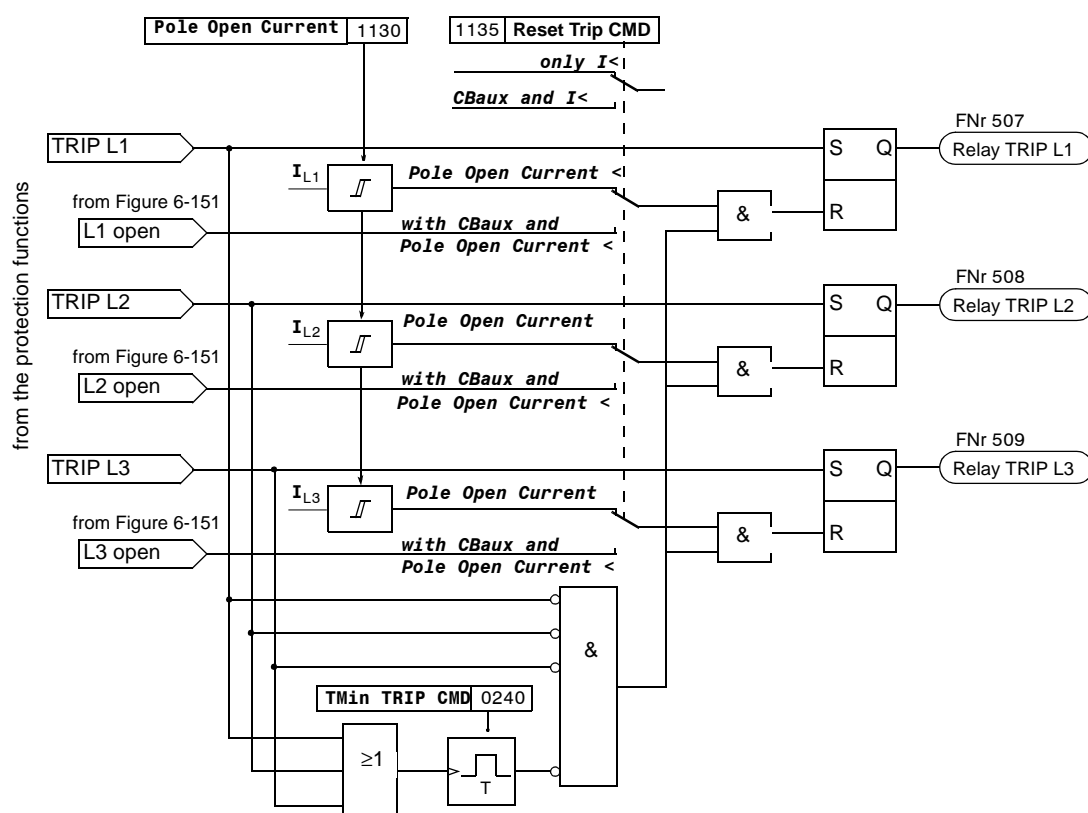 Pole Open Current 1130
1135 Reset Trip CMD
only I<
CBaux and I<
from the protection functions
TRIP L1
S Q
FNr 507
Relay TRIP L1
IL1
Pole Open Current <
from Figure 6-151
L1 open
with CBaux and
Pole Open Current <
&
R
TRIP L2
S Q
FNr 508
Relay TRIP L2
IL2
Pole Open Current
from Figure 6-151
L2 open
with CBaux and
Pole Open Current <
&
R
TRIP L3
S Q
FNr 509
Relay TRIP L3
IL3
Pole Open Current
from Figure 6-151
L3 open
with CBaux and
Pole Open Current <
&
R
&
TMin TRIP CMD 0240
≥1
T